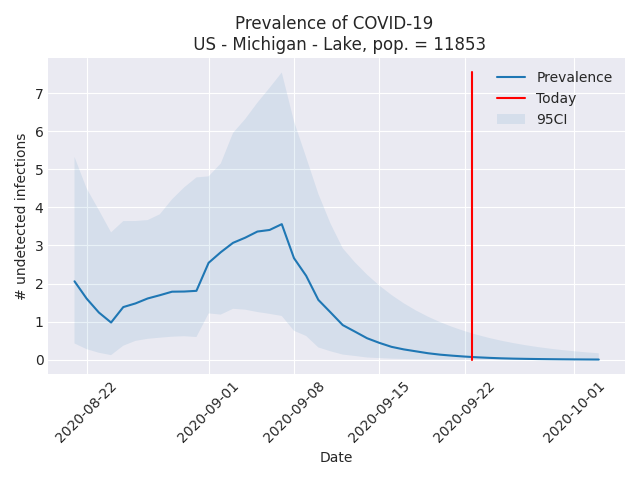 Prevalence of COVID-19
US - Michigan - Lake, pop. = 11853
Prevalence
Today
95CI
# undetected infections
7
6
5
4
3
2
1
0
2020-08-22
2020-09-01
2020-09-08
2020-09-15
2020-09-22
2020-10-01
Date